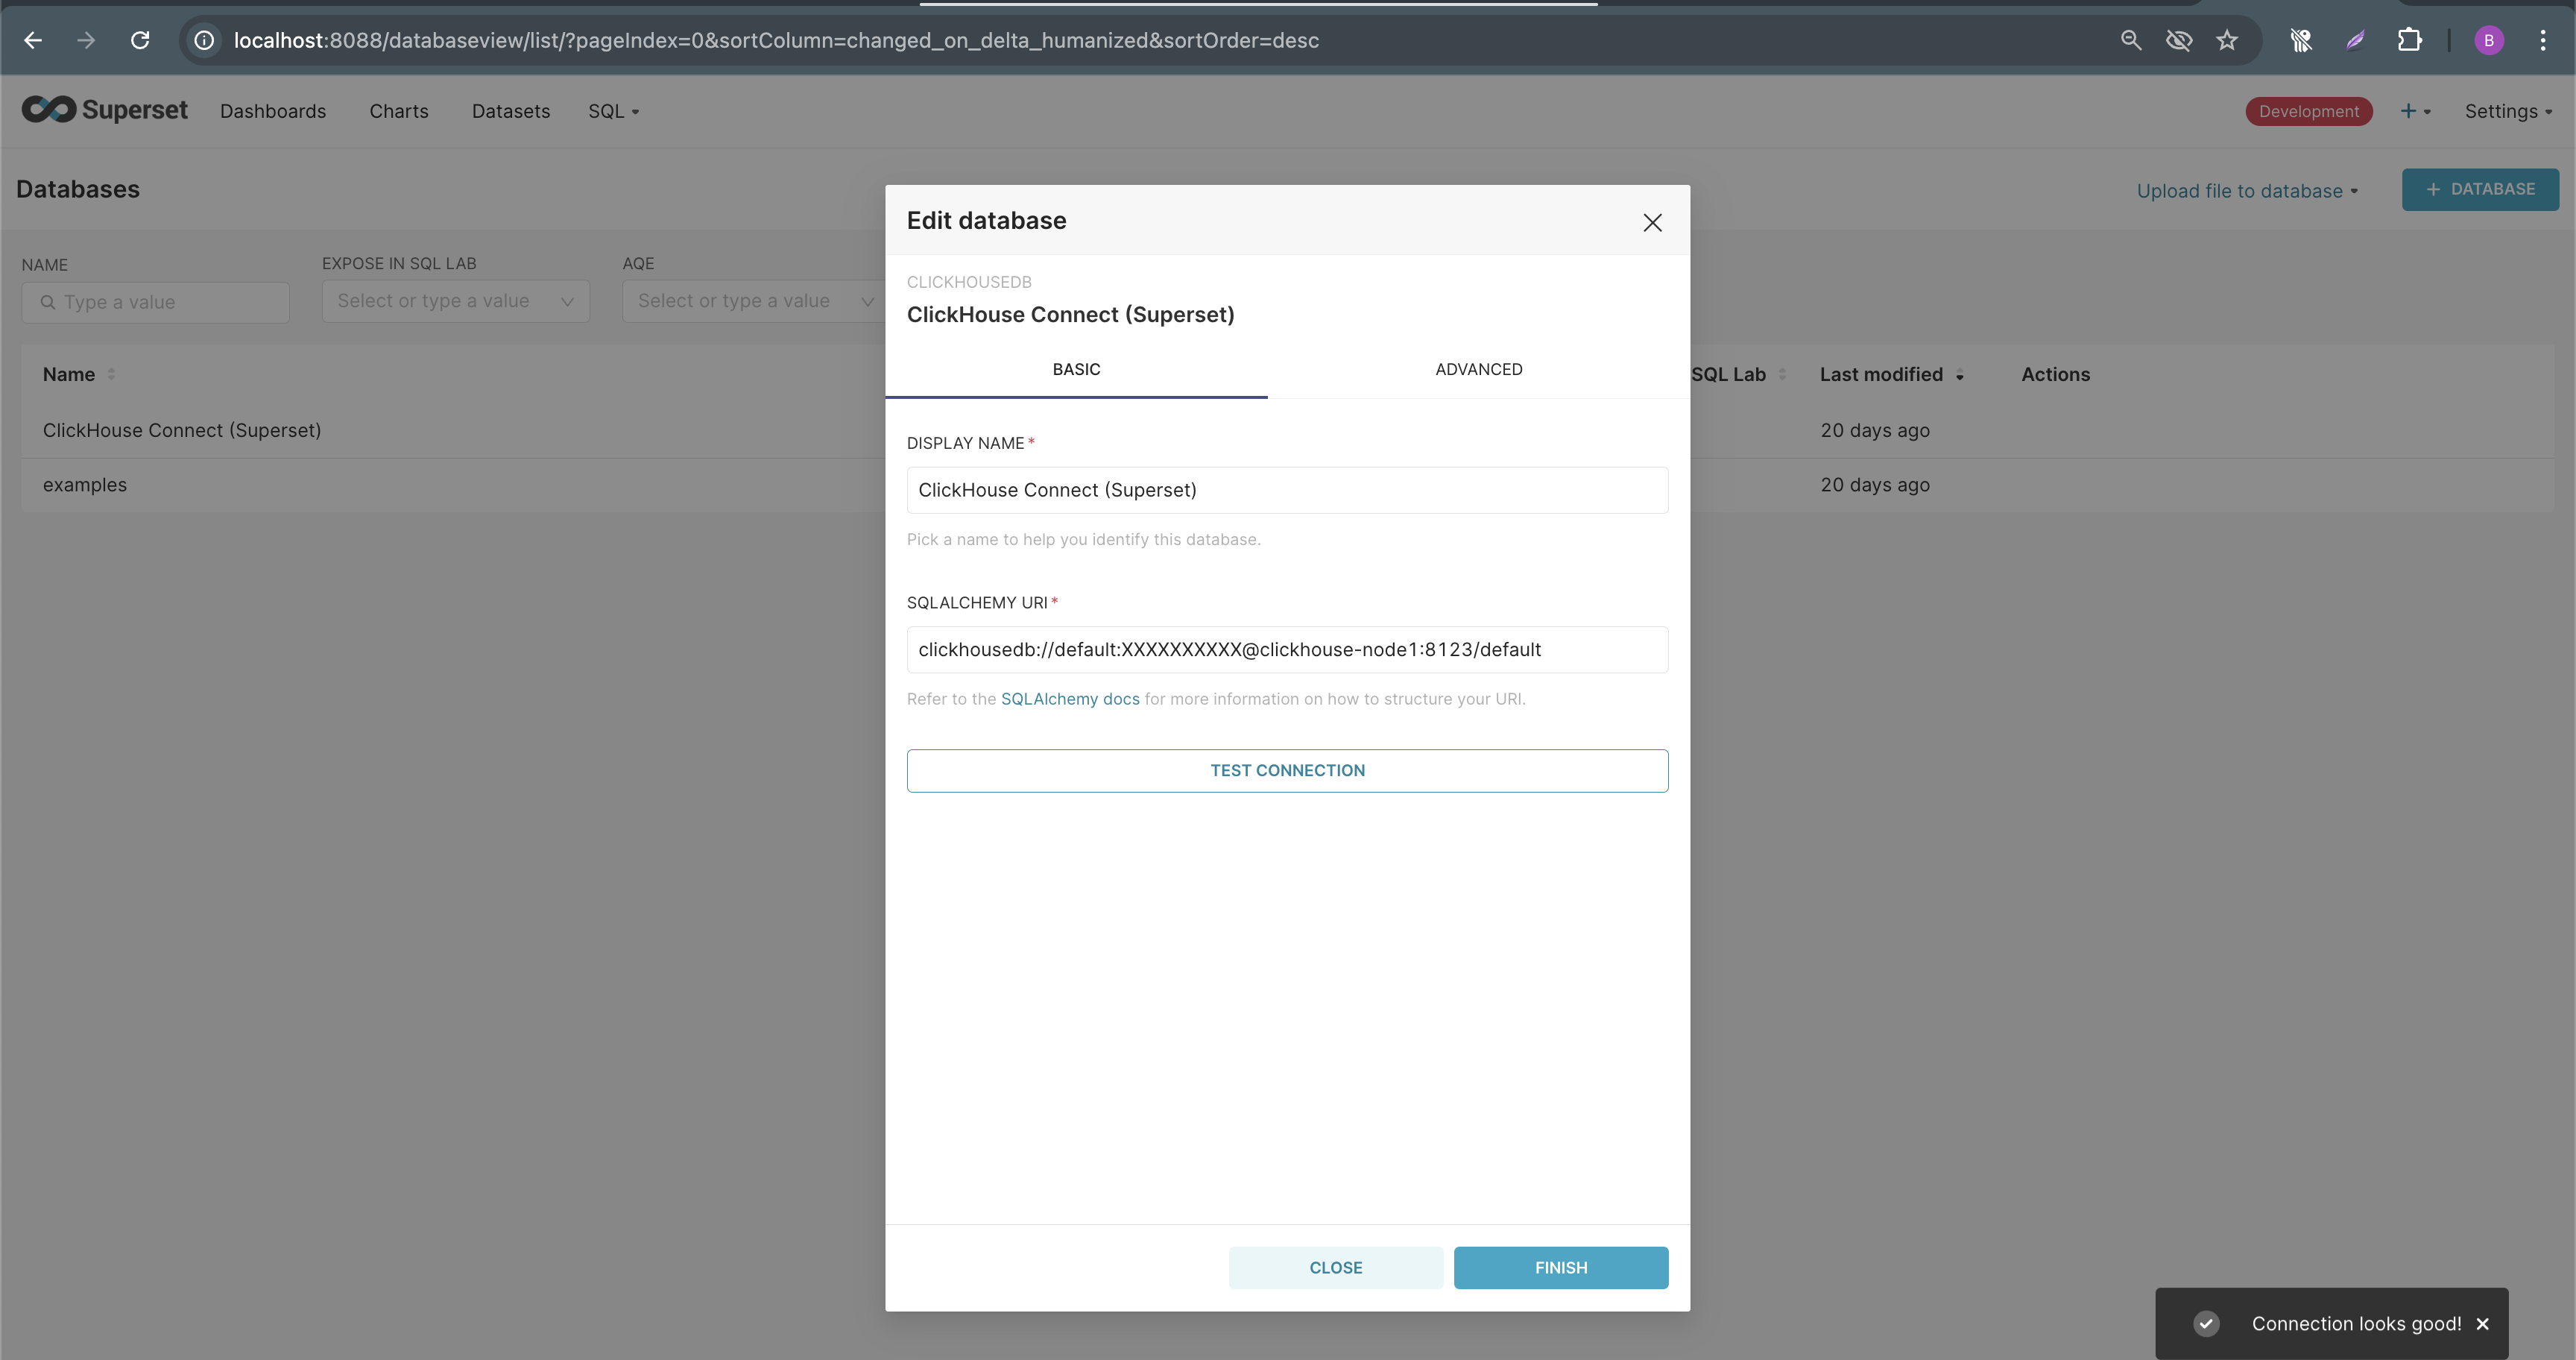 localhost:8088/databaseview/list/?pageIndex=0&sortColumn=changed_on_delta_humanized&sortOrder=desc
B
Superset
Dashboards
Charts
Datasets
SQL
Development
+
Settings
Databases
Upload file to database
+ DATABASE
NAME
Type a value
EXPOSE IN SQL LAB
Select or type a value
AQE
Select or type a value
Name
SQL Lab
Last modified
Actions
ClickHouse Connect (Superset)
20 days ago
examples
20 days ago
Edit database
CLICKHOUSEDB
ClickHouse Connect (Superset)
BASIC
ADVANCED
DISPLAY NAME*
ClickHouse Connect (Superset)
Pick a name to help you identify this database.
SQLALCHEMY URI*
clickhousedb://default:XXXXXXXXXX@clickhouse-node1:8123/default
Refer to the SQLAlchemy docs for more information on how to structure your URI.
TEST CONNECTION
CLOSE
FINISH
Connection looks good!